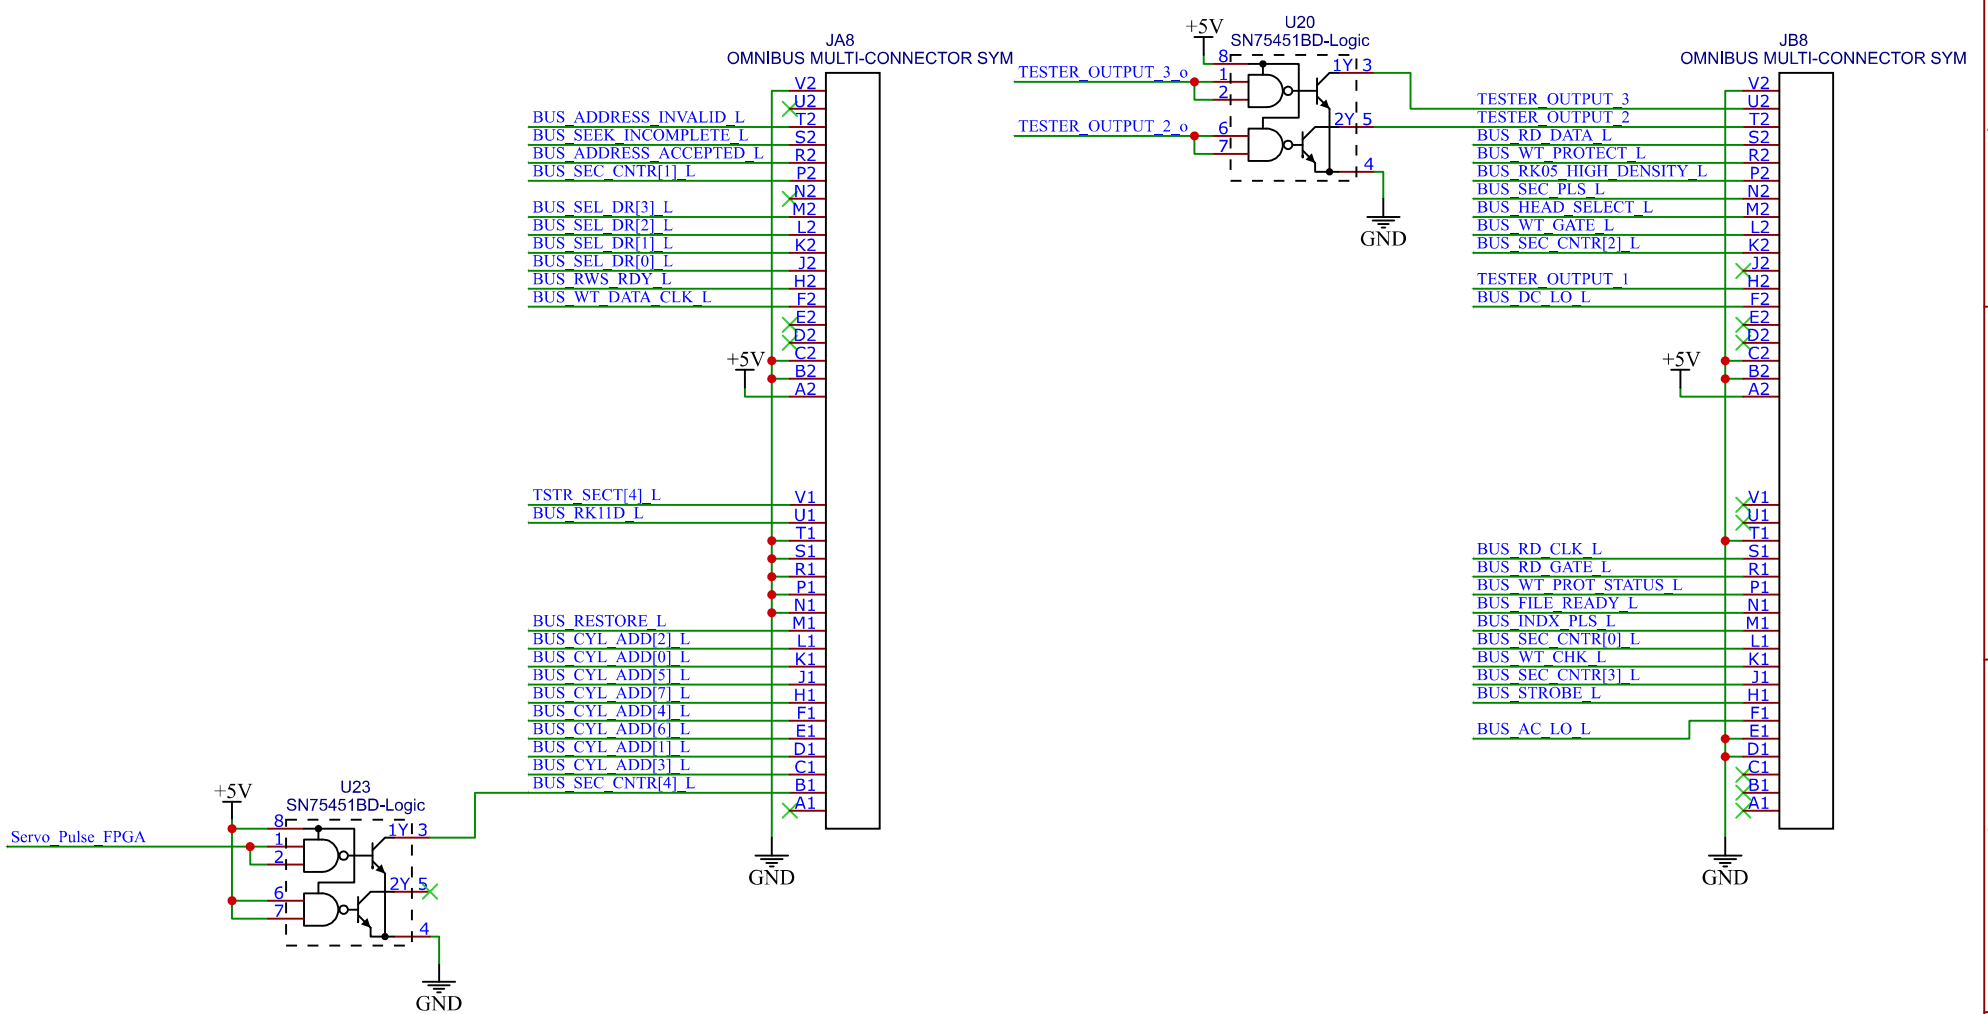 JA8
OMNIBUS MULTI-CONNECTOR SYM
V2
U2
BUS_ADDRESS_INVALID_L T2
BUS_SEEK_INCOMPLETE_L S2
BUS_ADDRESS_ACCEPTED_L R2
BUS_SEC_CNTR[1]_L P2
N2
BUS_SEL_DR[3]_L M2
BUS_SEL_DR[2]_L L2
BUS_SEL_DR[1]_L K2
BUS_SEL_DR[0]_L J2
BUS_RWS_RDY_L H2
BUS_WT_DATA_CLK_L F2
E2
D2
C2
+5V
B2
A2
TSTR_SECT[4]_L V1
BUS_RK11D_L U1
T1
S1
R1
P1
N1
BUS_RESTORE_L M1
BUS_CYL_ADD[2]_L L1
BUS_CYL_ADD[0]_L K1
BUS_CYL_ADD[5]_L J1
BUS_CYL_ADD[7]_L H1
BUS_CYL_ADD[4]_L F1
BUS_CYL_ADD[6]_L E1
BUS_CYL_ADD[1]_L D1
BUS_CYL_ADD[3]_L C1
BUS_SEC_CNTR[4]_L B1
A1
GND
+5V
U23
SN75451BD-Logic
8
1Y 3
Servo_Pulse_FPGA 1
2
2Y 5
6
7
4
GND
+5V
U20
SN75451BD-Logic
8
1Y 3
TESTER_OUTPUT_3_o 1
2
2Y 5
TESTER_OUTPUT_2_o 6
7
4
GND
JB8
OMNIBUS MULTI-CONNECTOR SYM
V2
TESTER_OUTPUT_3 U2
TESTER_OUTPUT_2 T2
BUS_RD_DATA_L S2
BUS_WT_PROTECT_L R2
BUS_RK05_HIGH_DENSITY_L P2
BUS_SEC_PLS_L N2
BUS_HEAD_SELECT_L M2
BUS_WT_GATE_L L2
BUS_SEC_CNTR[2]_L K2
J2
TESTER_OUTPUT_1 H2
BUS_DC_LO_L F2
E2
D2
C2
+5V
B2
A2
V1
U1
T1
BUS_RD_CLK_L S1
BUS_RD_GATE_L R1
BUS_WT_PROT_STATUS_L P1
BUS_FILE_READY_L N1
BUS_INDX_PLS_L M1
BUS_SEC_CNTR[0]_L L1
BUS_WT_CHK_L K1
BUS_SEC_CNTR[3]_L J1
BUS_STROBE_L H1
F1
BUS_AC_LO_L E1
D1
C1
B1
A1
GND